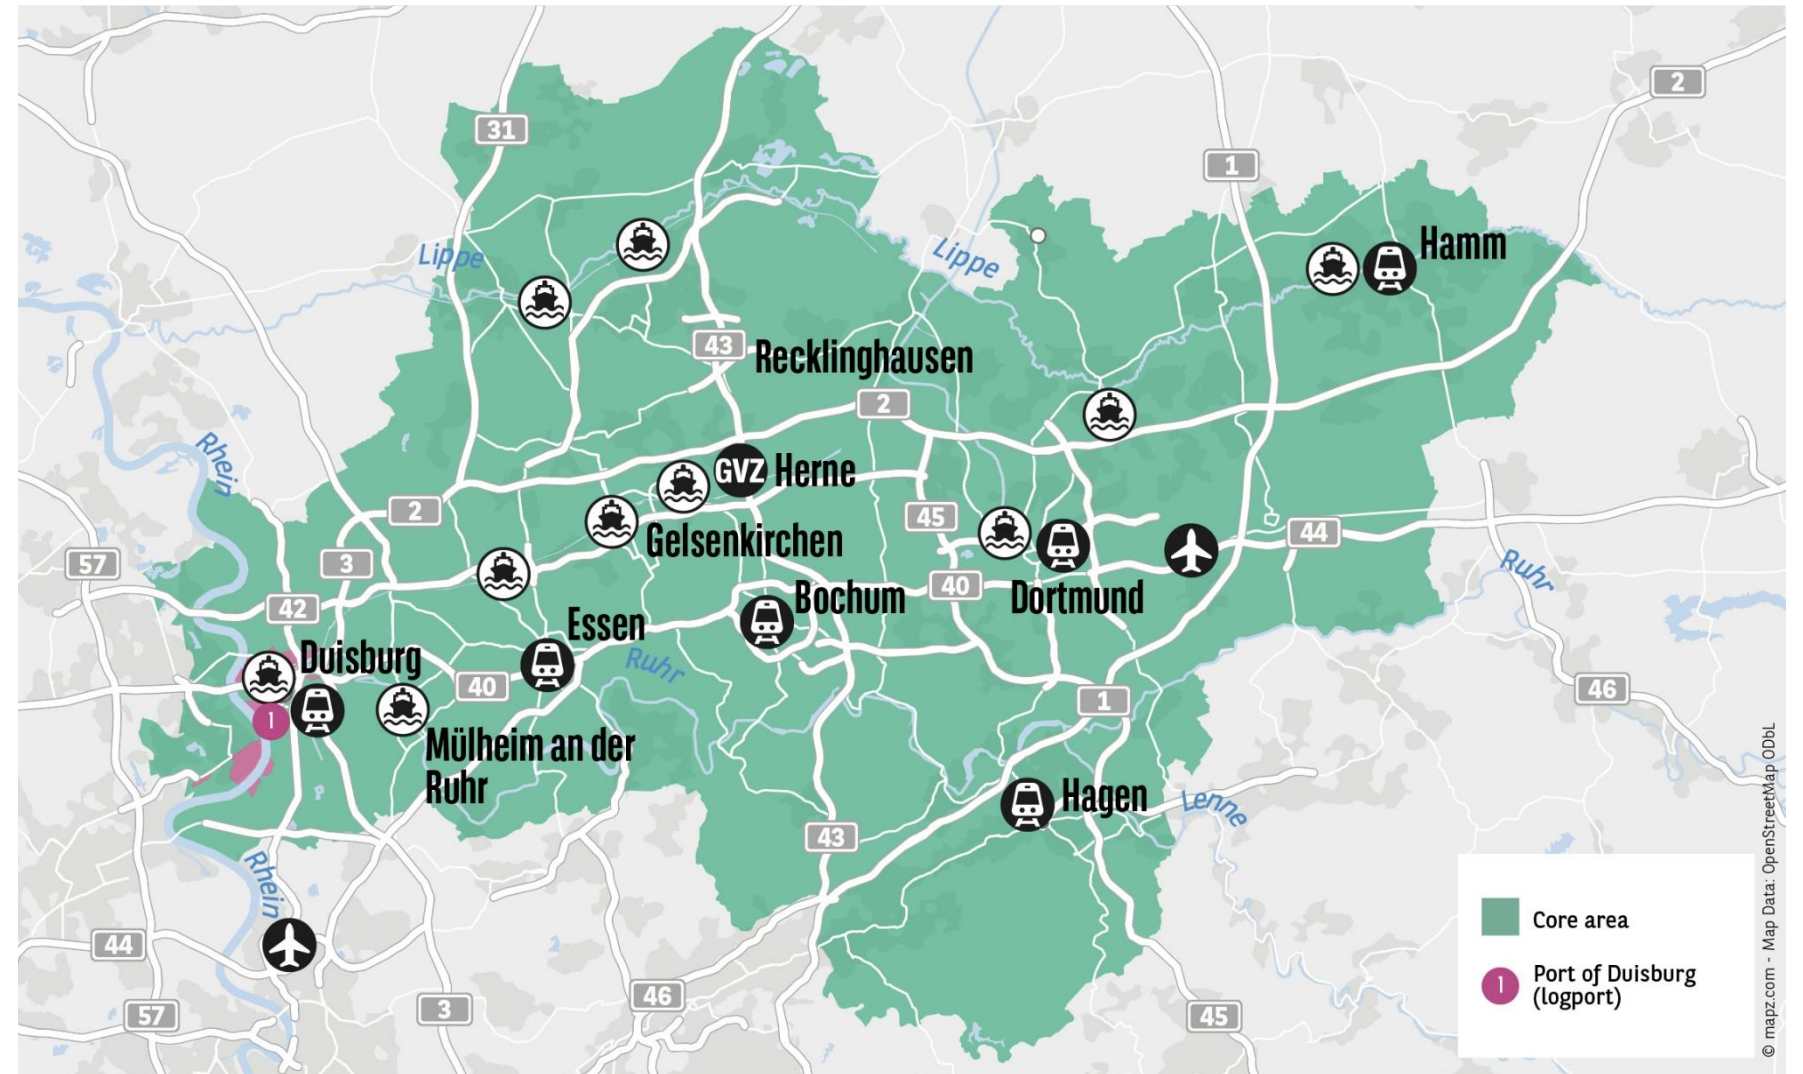 2
31
1
Hamm
Lippe
Lippe
43
Recklinghausen
2
Rhein
GVZ
Herne
2
45
Gelsenkirchen
44
57
3
Ruhr
42
40
Bochum
Dortmund
Essen
Duisburg
Ruhr
40
46
1
1
Mülheim an der
Ruhr
Hagen
Lenne
43
Rhein
44
46
57
3
45
Core area
1
Port of Duisburg
(logport)
© mapz.com - Map Data: OpenStreetMap ODbL